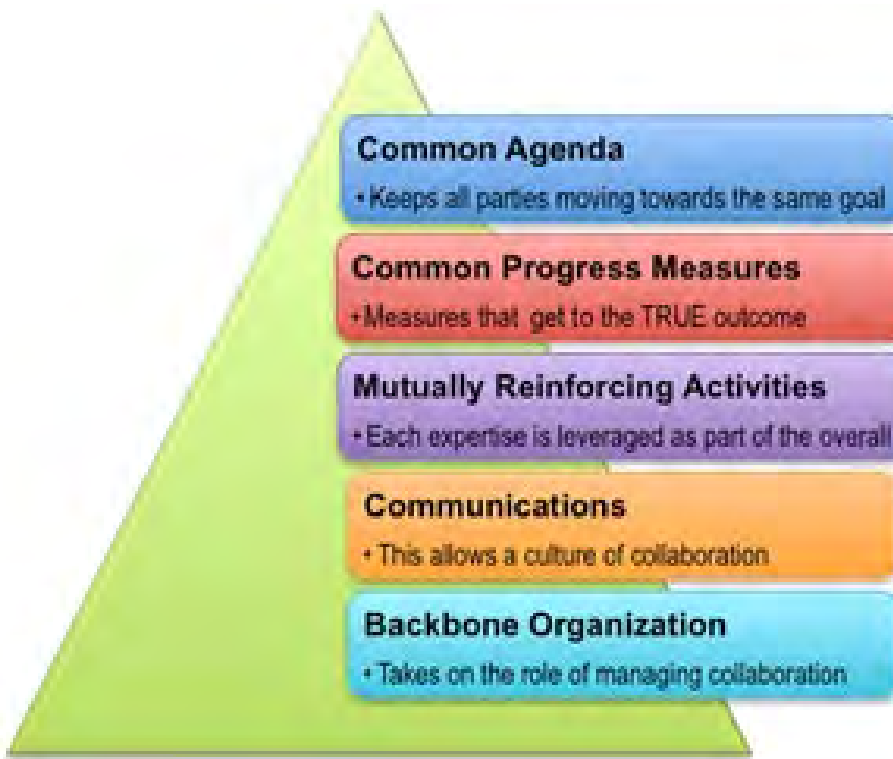 Common Agenda
• Keeps all parties moving towards the same goal
Common Progress Measures
• Measures that get to the TRUE outcome
Mutually Reinforcing Activities
• Each expertise is leveraged as part of the overall
Communications
• This allows a culture of collaboration
Backbone Organization
• Takes on the role of managing collaboration